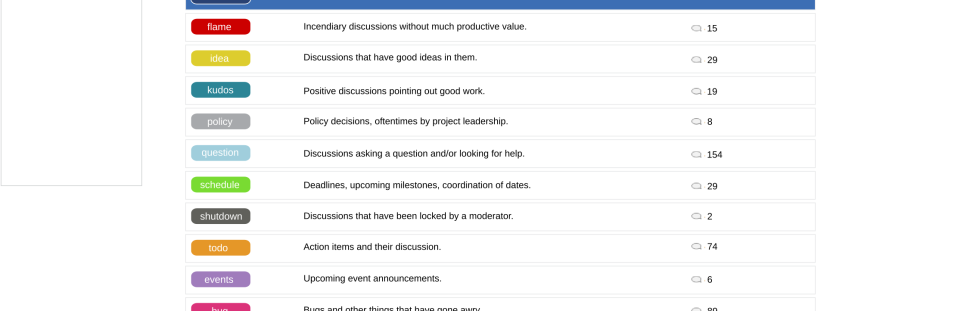 flame Incendiary discussions without much productive value. 15
idea Discussions that have good ideas in them. 29
kudos Positive discussions pointing out good work. 19
policy Policy decisions, oftentimes by project leadership. 8
question Discussions asking a question and/or looking for help. 154
schedule Deadlines, upcoming milestones, coordination of dates. 29
shutdown Discussions that have been locked by a moderator. 2
todo Action items and their discussion. 74
events Upcoming event announcements. 6
bug Bugs and other things that have gone awry. 89